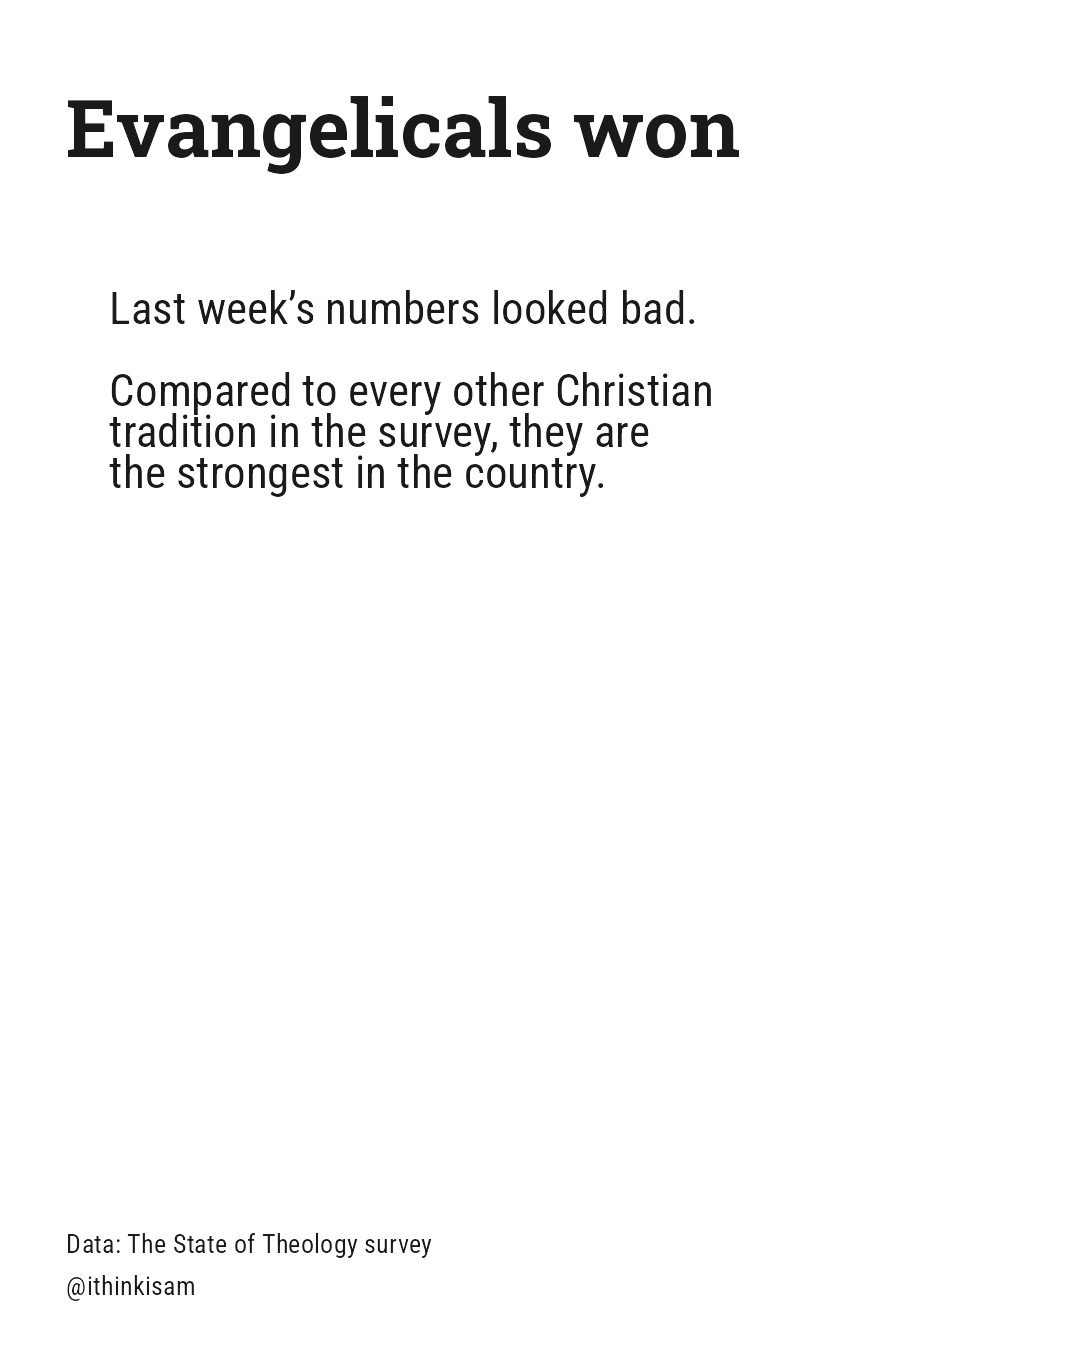 Evangelicals won
Last week’s numbers looked bad.
Compared to every other Christian
tradition in the survey, they are
the strongest in the country.
Data: The State of Theology survey
@ithinkisam